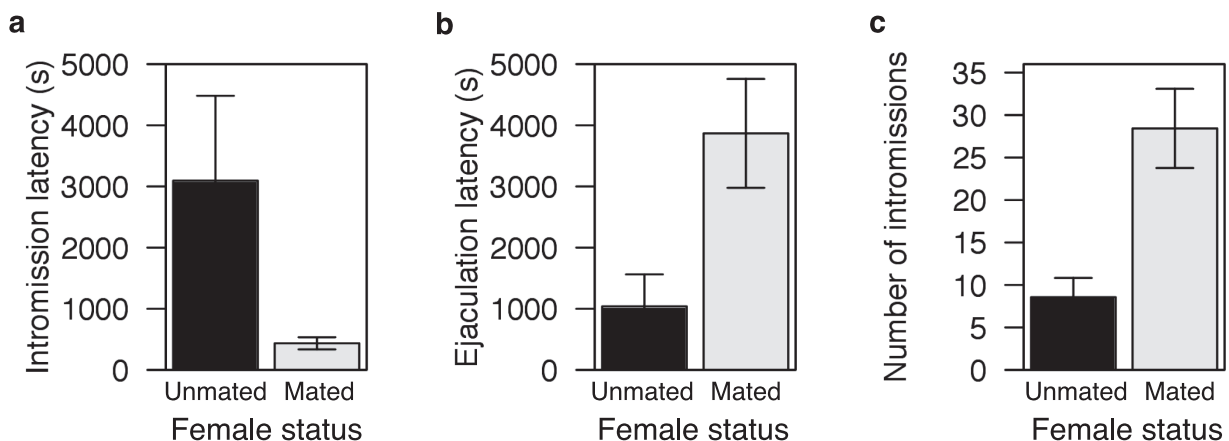 a
Intromission latency (s)
5000
4000
3000
2000
1000
0
Unmated Mated
Female status
b
Ejaculation latency (s)
5000
4000
3000
2000
1000
0
Unmated Mated
Female status
c
Number of intromissions
35
30
25
20
15
10
5
0
Unmated Mated
Female status